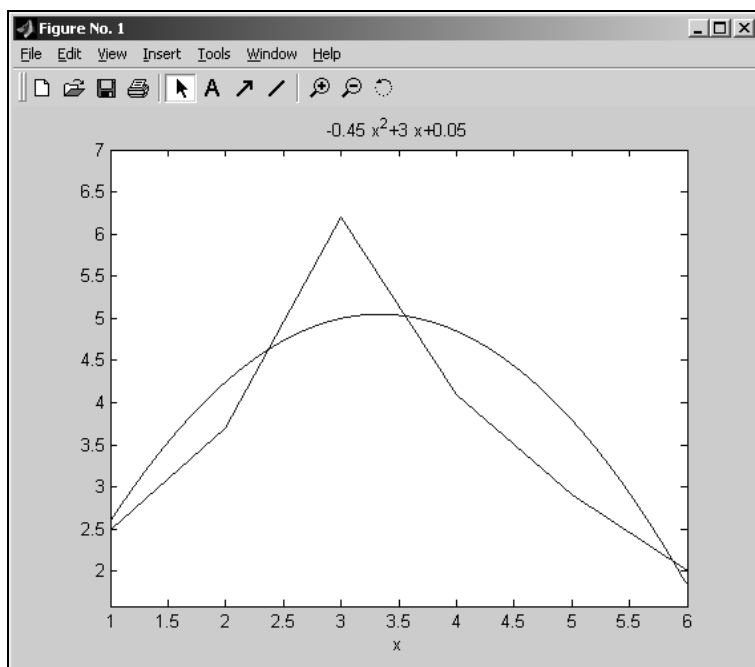 Figure No. 1
File Edit View Insert Tools Window Help
A
-0.45 x²+3 x+0.05
7
6.5
6
5.5
5
4.5
4
3.5
3
2.5
2
1 1.5 2 2.5 3 3.5 4 4.5 5 5.5 6
x